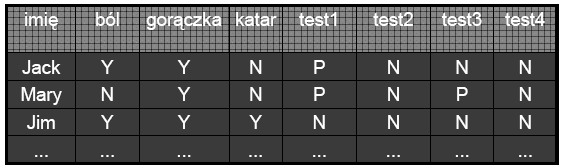 imię ból gorączka katar test1 test2 test3 test4
Jack Y Y N P N N N
Mary N Y N P N P N
Jim Y Y Y N N N N
... ... ... ... ... ... ... ...